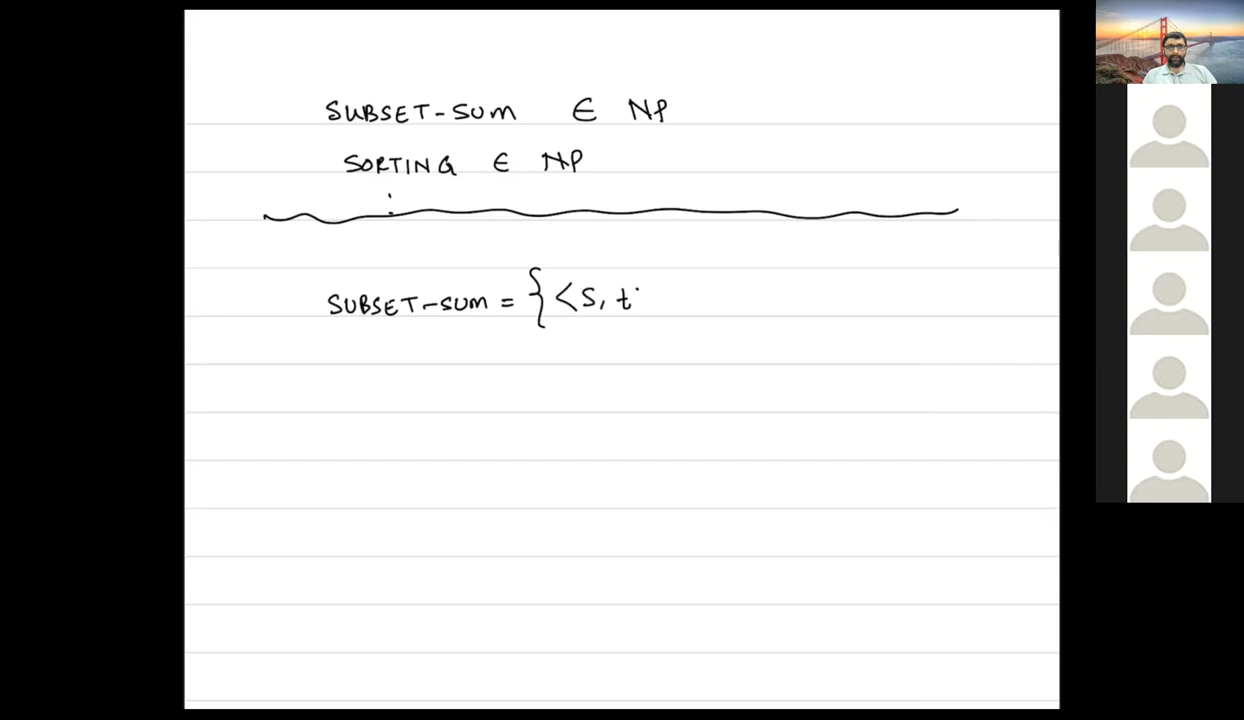 SUBSET-SUM ∈ NP
SORTING ∈ NP
:
SUBSET-SUM = { <S, t